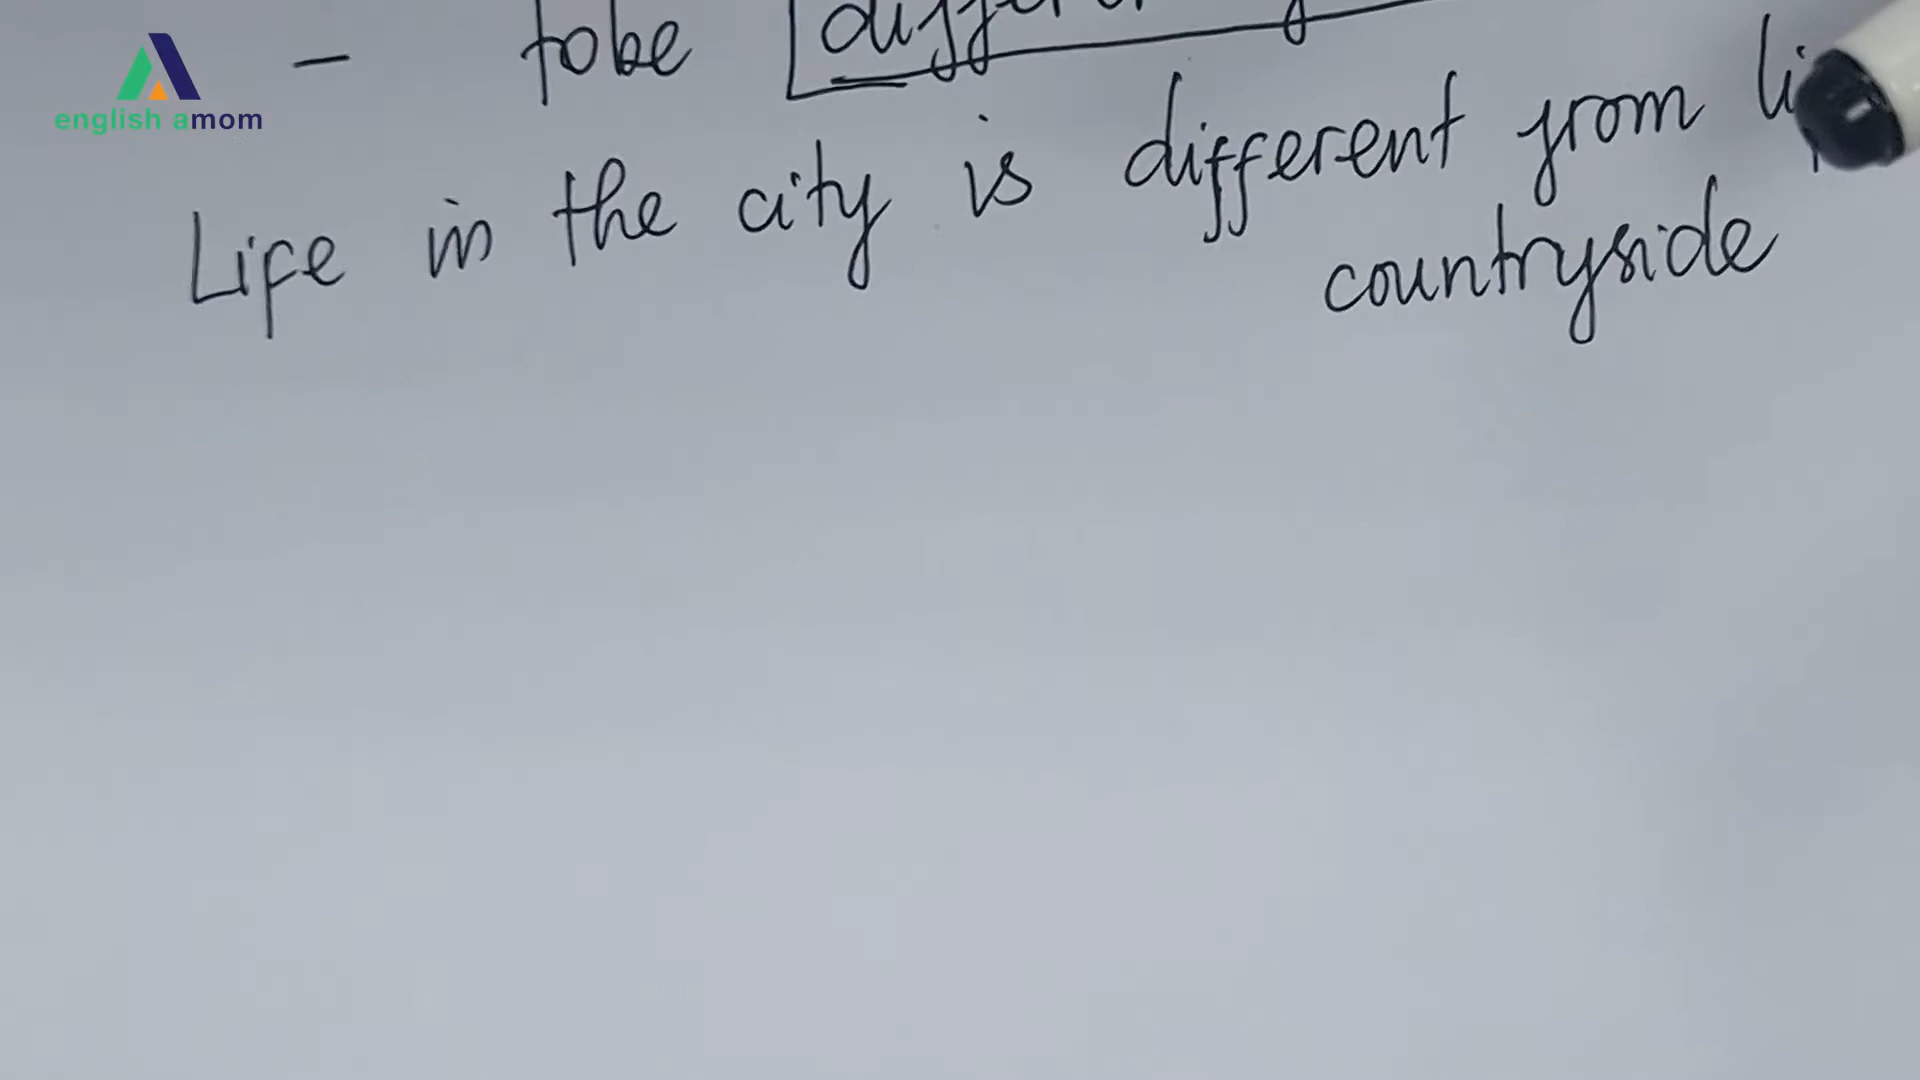 english amom
- tobe
Life in the city is different from
countryside